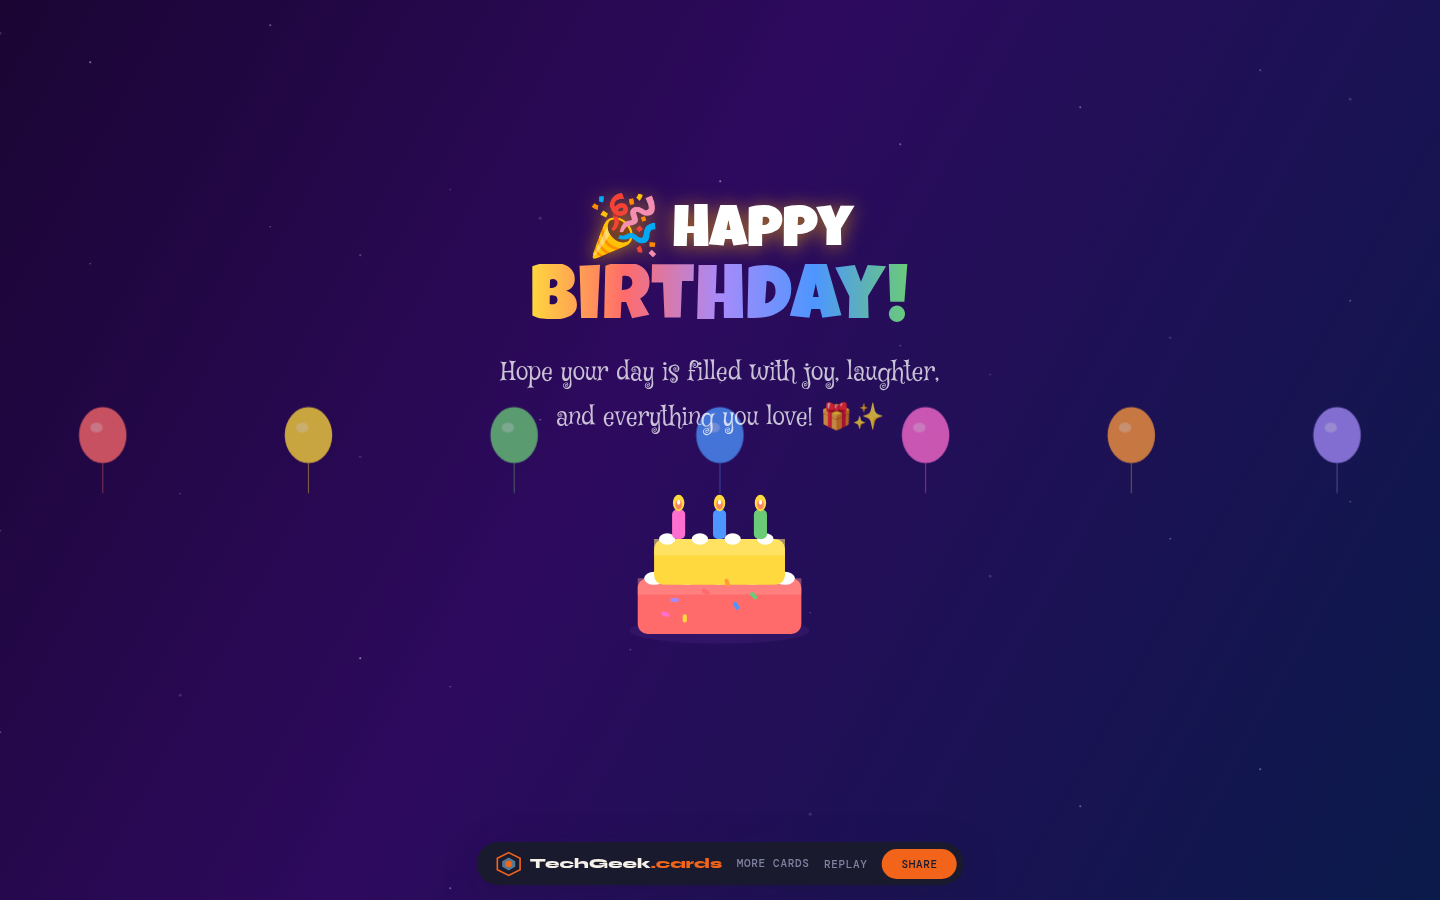 🎉 HAPPY
BIRTHDAY!
Hope your day is filled with joy, laughter,
and everything you love! 🎁✨
TechGeek.cards MORE CARDS REPLAY SHARE